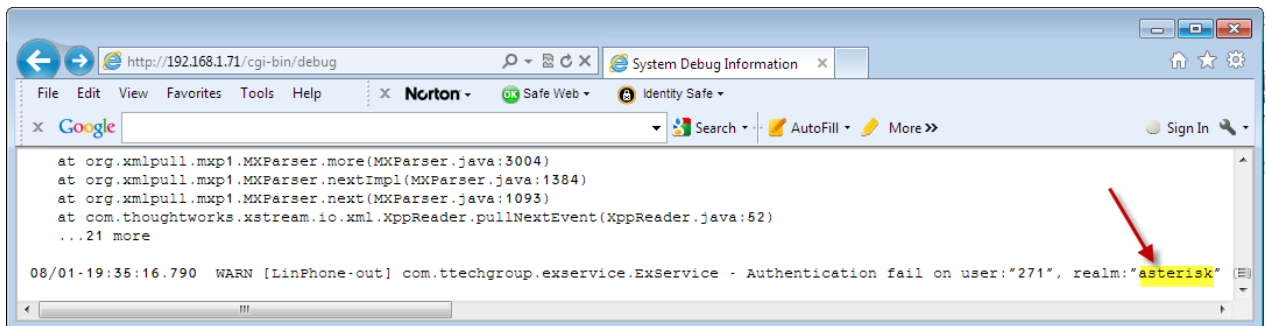 http://192.168.1.71/cgi-bin/debug System Debug Information
File Edit View Favorites Tools Help x Norton OK Safe Web Identity Safe
x Google Search AutoFill More >> Sign In
at org.xmlpull.mxp1.MXParser.more(MXParser.java:3004)
at org.xmlpull.mxp1.MXParser.nextImpl(MXParser.java:1384)
at org.xmlpull.mxp1.MXParser.next(MXParser.java:1093)
at com.thoughtworks.xstream.io.xml.XppReader.pullNextEvent(XppReader.java:52)
...21 more
08/01-19:35:16.790 WARN [LinPhone-out] com.ttechgroup.exservice.ExService - Authentication fail on user:"271", realm:"asterisk"